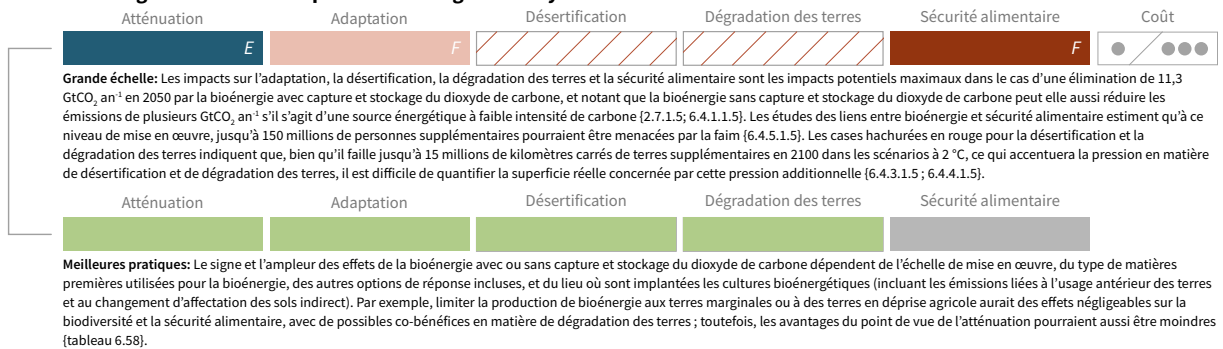 Atténuation Adaptation Désertification Dégradation des terres Sécurité alimentaire Coût
E F F
Grande échelle: Les impacts sur l'adaptation, la désertification, la dégradation des terres et la sécurité alimentaire sont les impacts potentiels maximaux dans le cas d'une élimination de 11,3
GtCO₂ an⁻¹ en 2050 par la bioénergie avec capture et stockage du dioxyde de carbone, et notant que la bioénergie sans capture et stockage du dioxyde de carbone peut elle aussi réduire les
émissions de plusieurs GtCO₂ an⁻¹ s'il s'agit d'une source énergétique à faible intensité de carbone {2.7.1.5; 6.4.1.1.5}. Les études des liens entre bioénergie et sécurité alimentaire estiment qu'à ce
niveau de mise en œuvre, jusqu'à 150 millions de personnes supplémentaires pourraient être menacées par la faim {6.4.5.1.5}. Les cases hachurées en rouge pour la désertification et la
dégradation des terres indiquent que, bien qu'il faille jusqu'à 15 millions de kilomètres carrés de terres supplémentaires en 2100 dans les scénarios à 2 °C, ce qui accentuera la pression en matière
de désertification et de dégradation des terres, il est difficile de quantifier la superficie réelle concernée par cette pression additionnelle {6.4.3.1.5 ; 6.4.4.1.5}.
Atténuation Adaptation Désertification Dégradation des terres Sécurité alimentaire
Meilleures pratiques: Le signe et l'ampleur des effets de la bioénergie avec ou sans capture et stockage du dioxyde de carbone dépendent de l'échelle de mise en œuvre, du type de matières
premières utilisées pour la bioénergie, des autres options de réponse incluses, et du lieu où sont implantées les cultures bioénergétiques (incluant les émissions liées à l'usage antérieur des terres
et au changement d'affectation des sols indirect). Par exemple, limiter la production de bioénergie aux terres marginales ou à des terres en déprise agricole aurait des effets négligeables sur la
biodiversité et la sécurité alimentaire, avec de possibles co-bénéfices en matière de dégradation des terres ; toutefois, les avantages du point de vue de l'atténuation pourraient aussi être moindres
{tableau 6.58}.